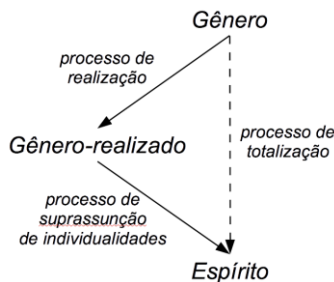 Gênero
processo de
realização
processo de
totalização
Gênero-realizado
processo de
suprassunção
de individualidades
Espírito